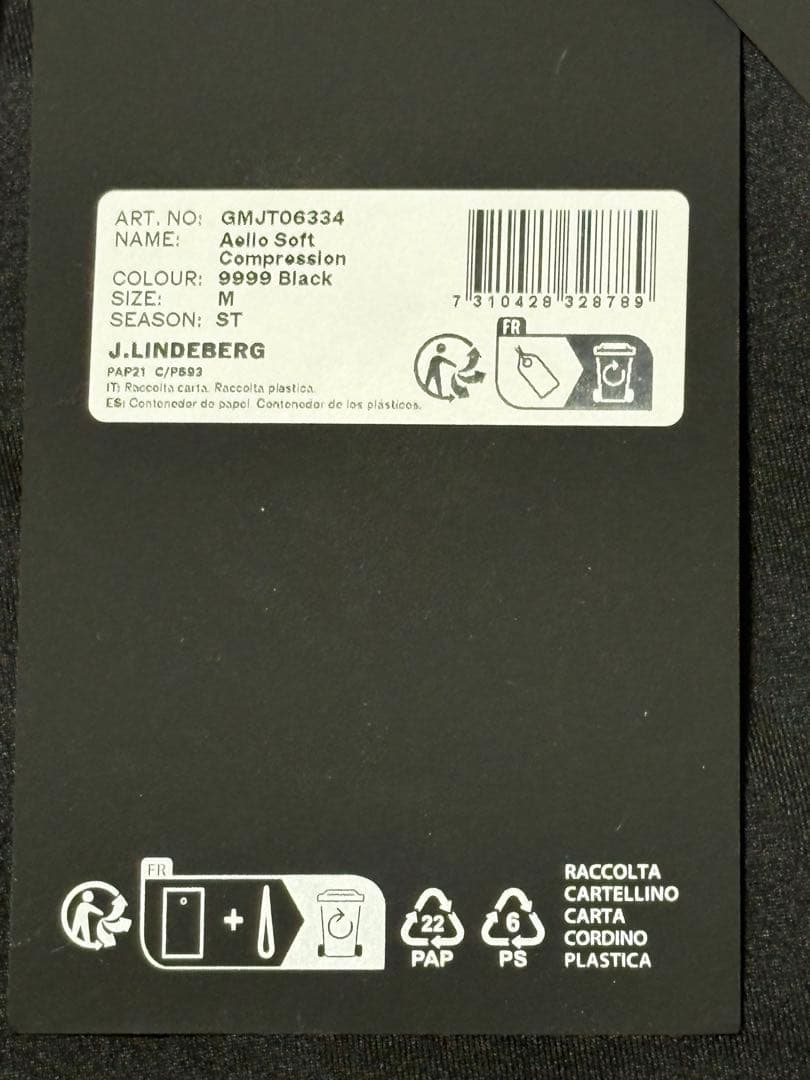 ART. NO: GMJT06334
NAME: Aello Soft
Compression
COLOUR: 9999 Black
SIZE: M
SEASON: ST
J.LINDEBERG
PAP21 C/P593
IT: Raccolta carta. Raccolta plastica.
ES: Contenedor de papel. Contenedor de los plásticos.
7 310428 328789
FR
FR
+
22
PAP
6
PS
RACCOLTA
CARTELLINO
CARTA
CORDINO
PLASTICA